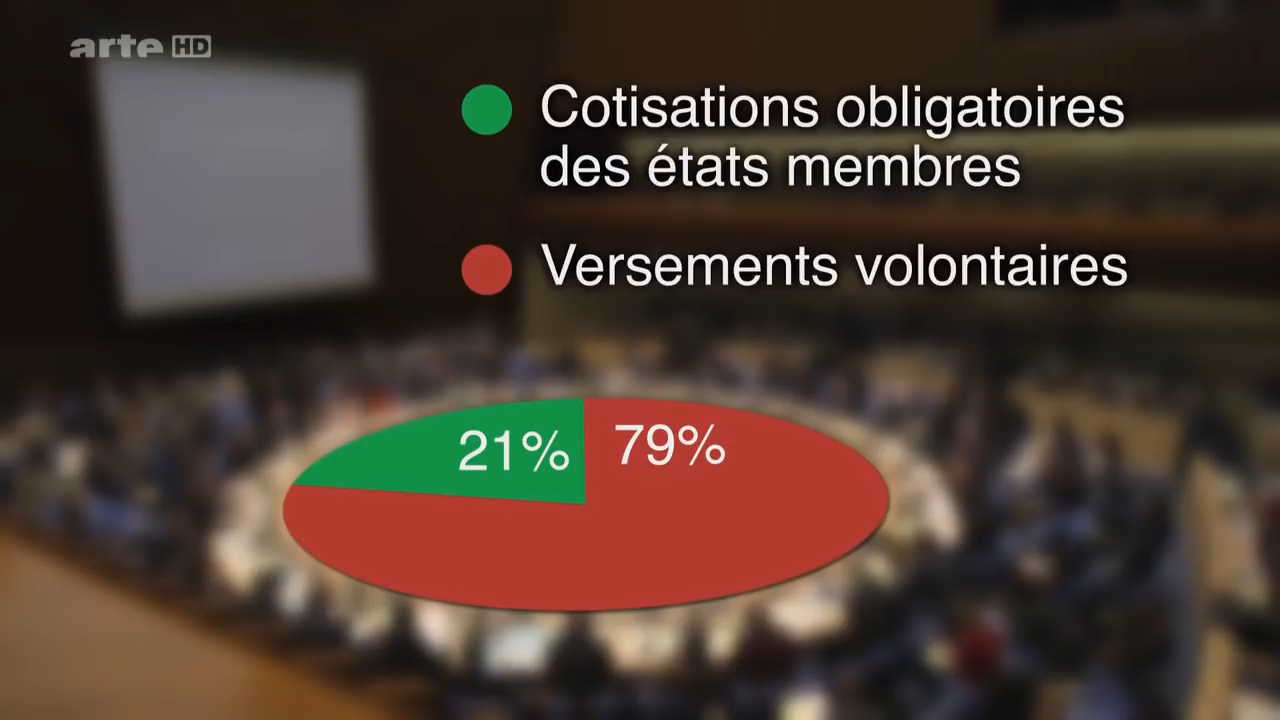 arte HD
Cotisations obligatoires
des états membres
Versements volontaires
21% 79%